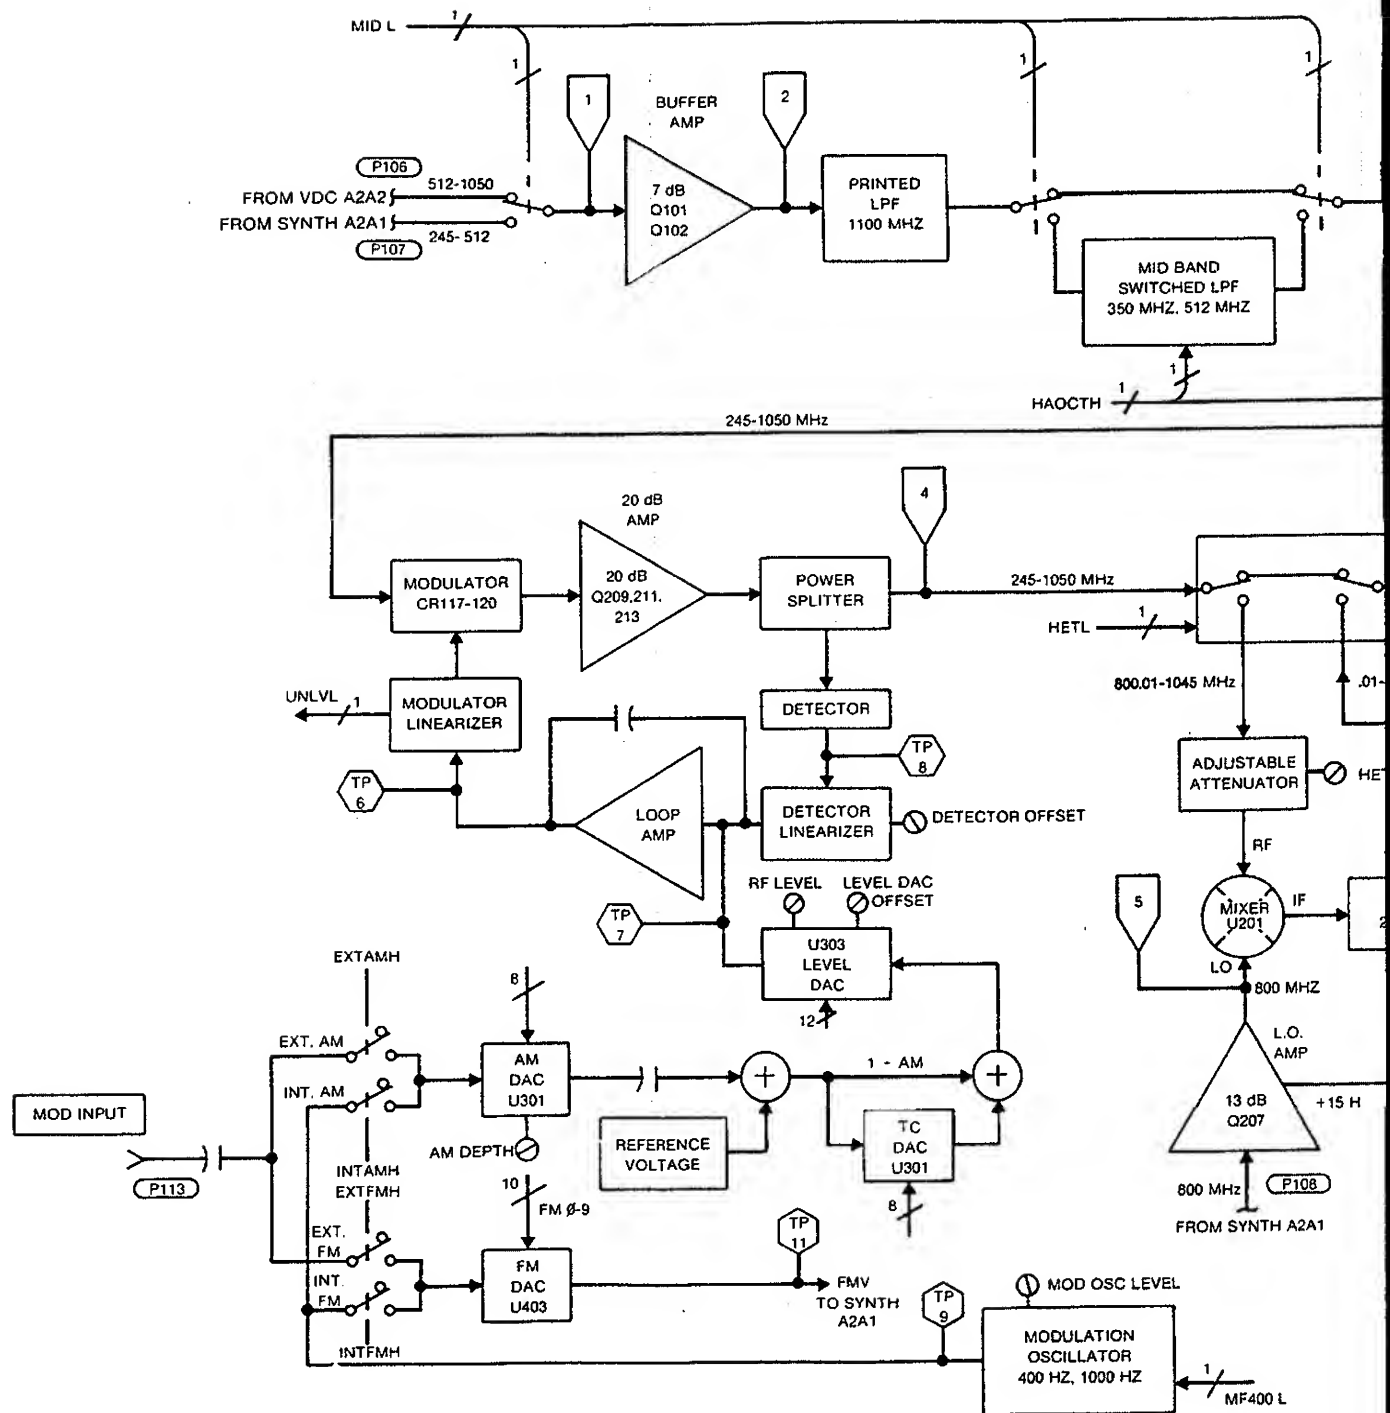 MID L
1
1
1
1
1
2
BUFFER
AMP
P106
512-1050
FROM VDC A2A2
FROM SYNTH A2A1
245-512
P107
7 dB
Q101
Q102
PRINTED
LPF
1100 MHZ
MID BAND
SWITCHED LPF
350 MHZ, 512 MHZ
1
HAOCTH
1
245-1050 MHz
20 dB
AMP
4
MODULATOR
CR117-120
20 dB
Q209,211,
213
POWER
SPLITTER
245-1050 MHz
HETL
1
UNLVL
1
MODULATOR
LINEARIZER
DETECTOR
800.01-1045 MHz
.01-
TP
6
LOOP
AMP
TP
8
DETECTOR
LINEARIZER
DETECTOR OFFSET
ADJUSTABLE
ATTENUATOR
HET
RF
RF LEVEL
LEVEL DAC
OFFSET
TP
7
U303
LEVEL
DAC
12
5
MIXER
U201
IF
2
LO
800 MHZ
L.O.
AMP
13 dB
Q207
+15 H
800 MHz
P108
FROM SYNTH A2A1
EXTAMH
8
EXT. AM
INT. AM
AM
DAC
U301
1 - AM
MOD INPUT
AM DEPTH
REFERENCE
VOLTAGE
TC
DAC
U301
8
P113
INTAMH
EXTFMH
10
FM Ø-9
EXT.
FM
INT.
FM
FM
DAC
U403
TP
11
FMV
TO SYNTH
A2A1
INTFMH
TP
9
MOD OSC LEVEL
MODULATION
OSCILLATOR
400 HZ, 1000 HZ
1
MF400 L